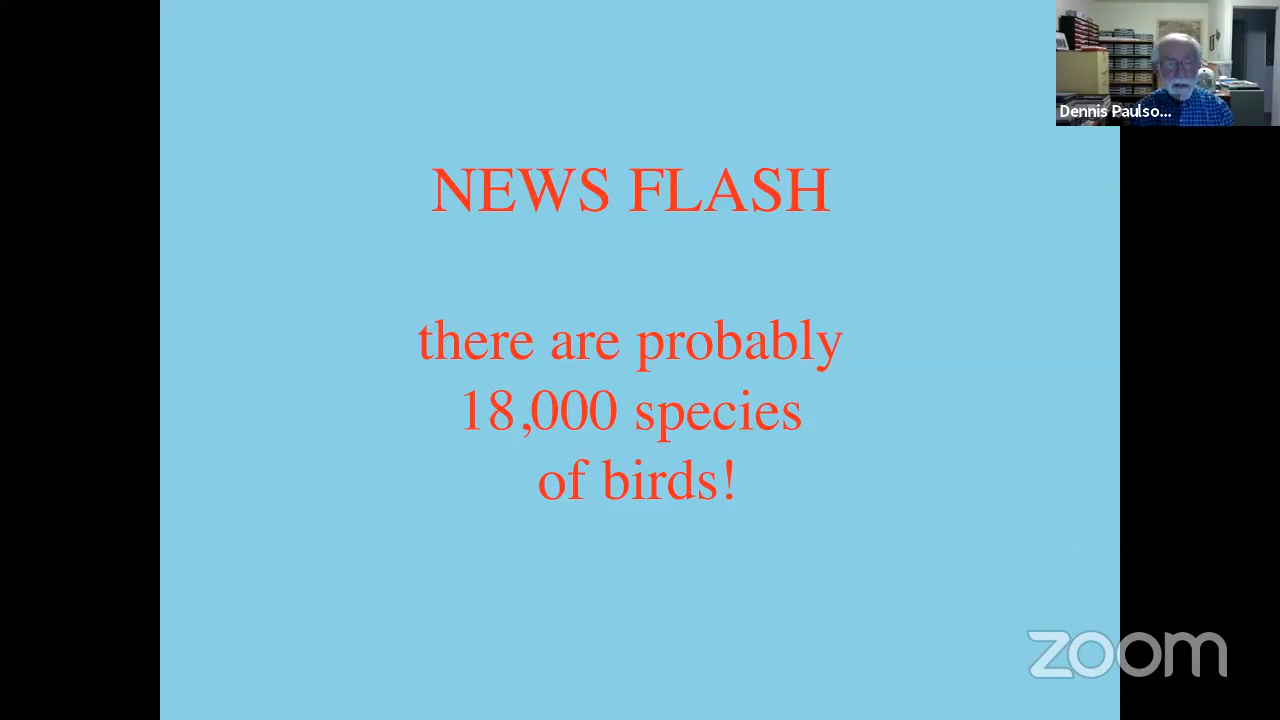 Dennis Paulso...
NEWS FLASH
there are probably
18,000 species
of birds!
zoom